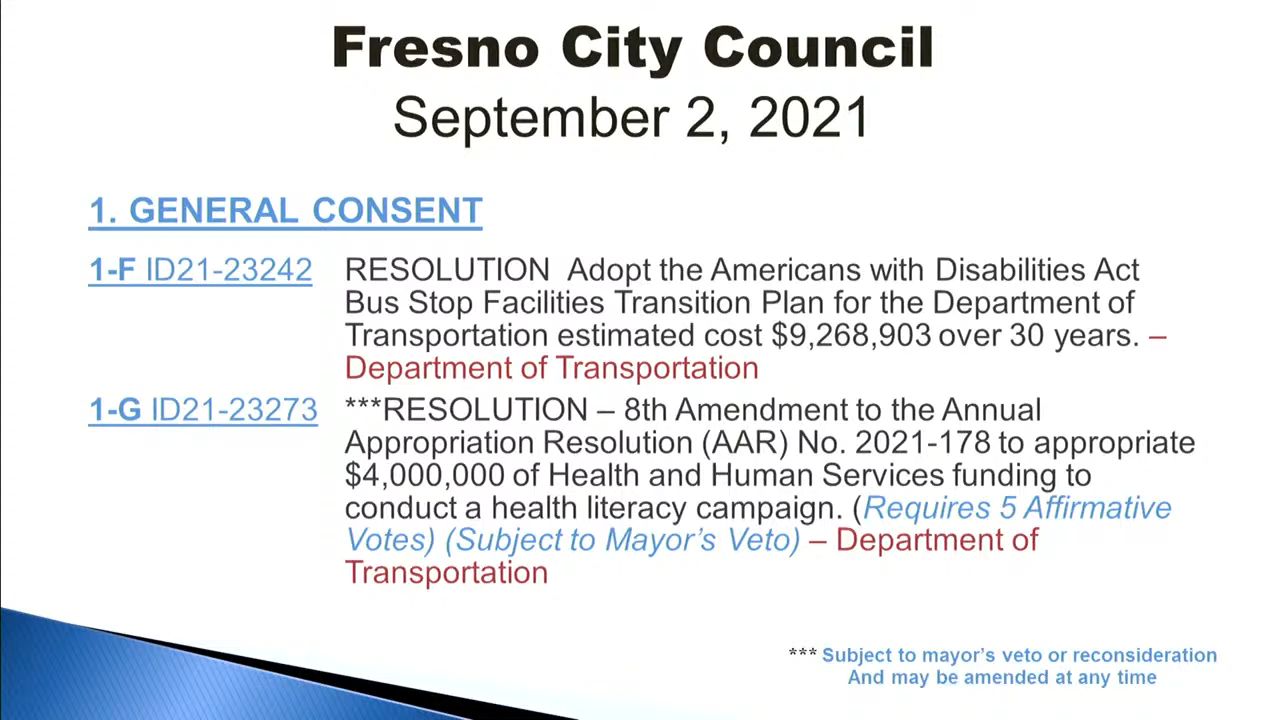 Fresno City Council
September 2, 2021
1. GENERAL CONSENT
1-F ID21-23242 RESOLUTION Adopt the Americans with Disabilities Act
Bus Stop Facilities Transition Plan for the Department of
Transportation estimated cost $9,268,903 over 30 years. –
Department of Transportation
1-G ID21-23273 ***RESOLUTION – 8th Amendment to the Annual
Appropriation Resolution (AAR) No. 2021-178 to appropriate
$4,000,000 of Health and Human Services funding to
conduct a health literacy campaign. (Requires 5 Affirmative
Votes) (Subject to Mayor’s Veto) – Department of
Transportation
*** Subject to mayor’s veto or reconsideration
And may be amended at any time